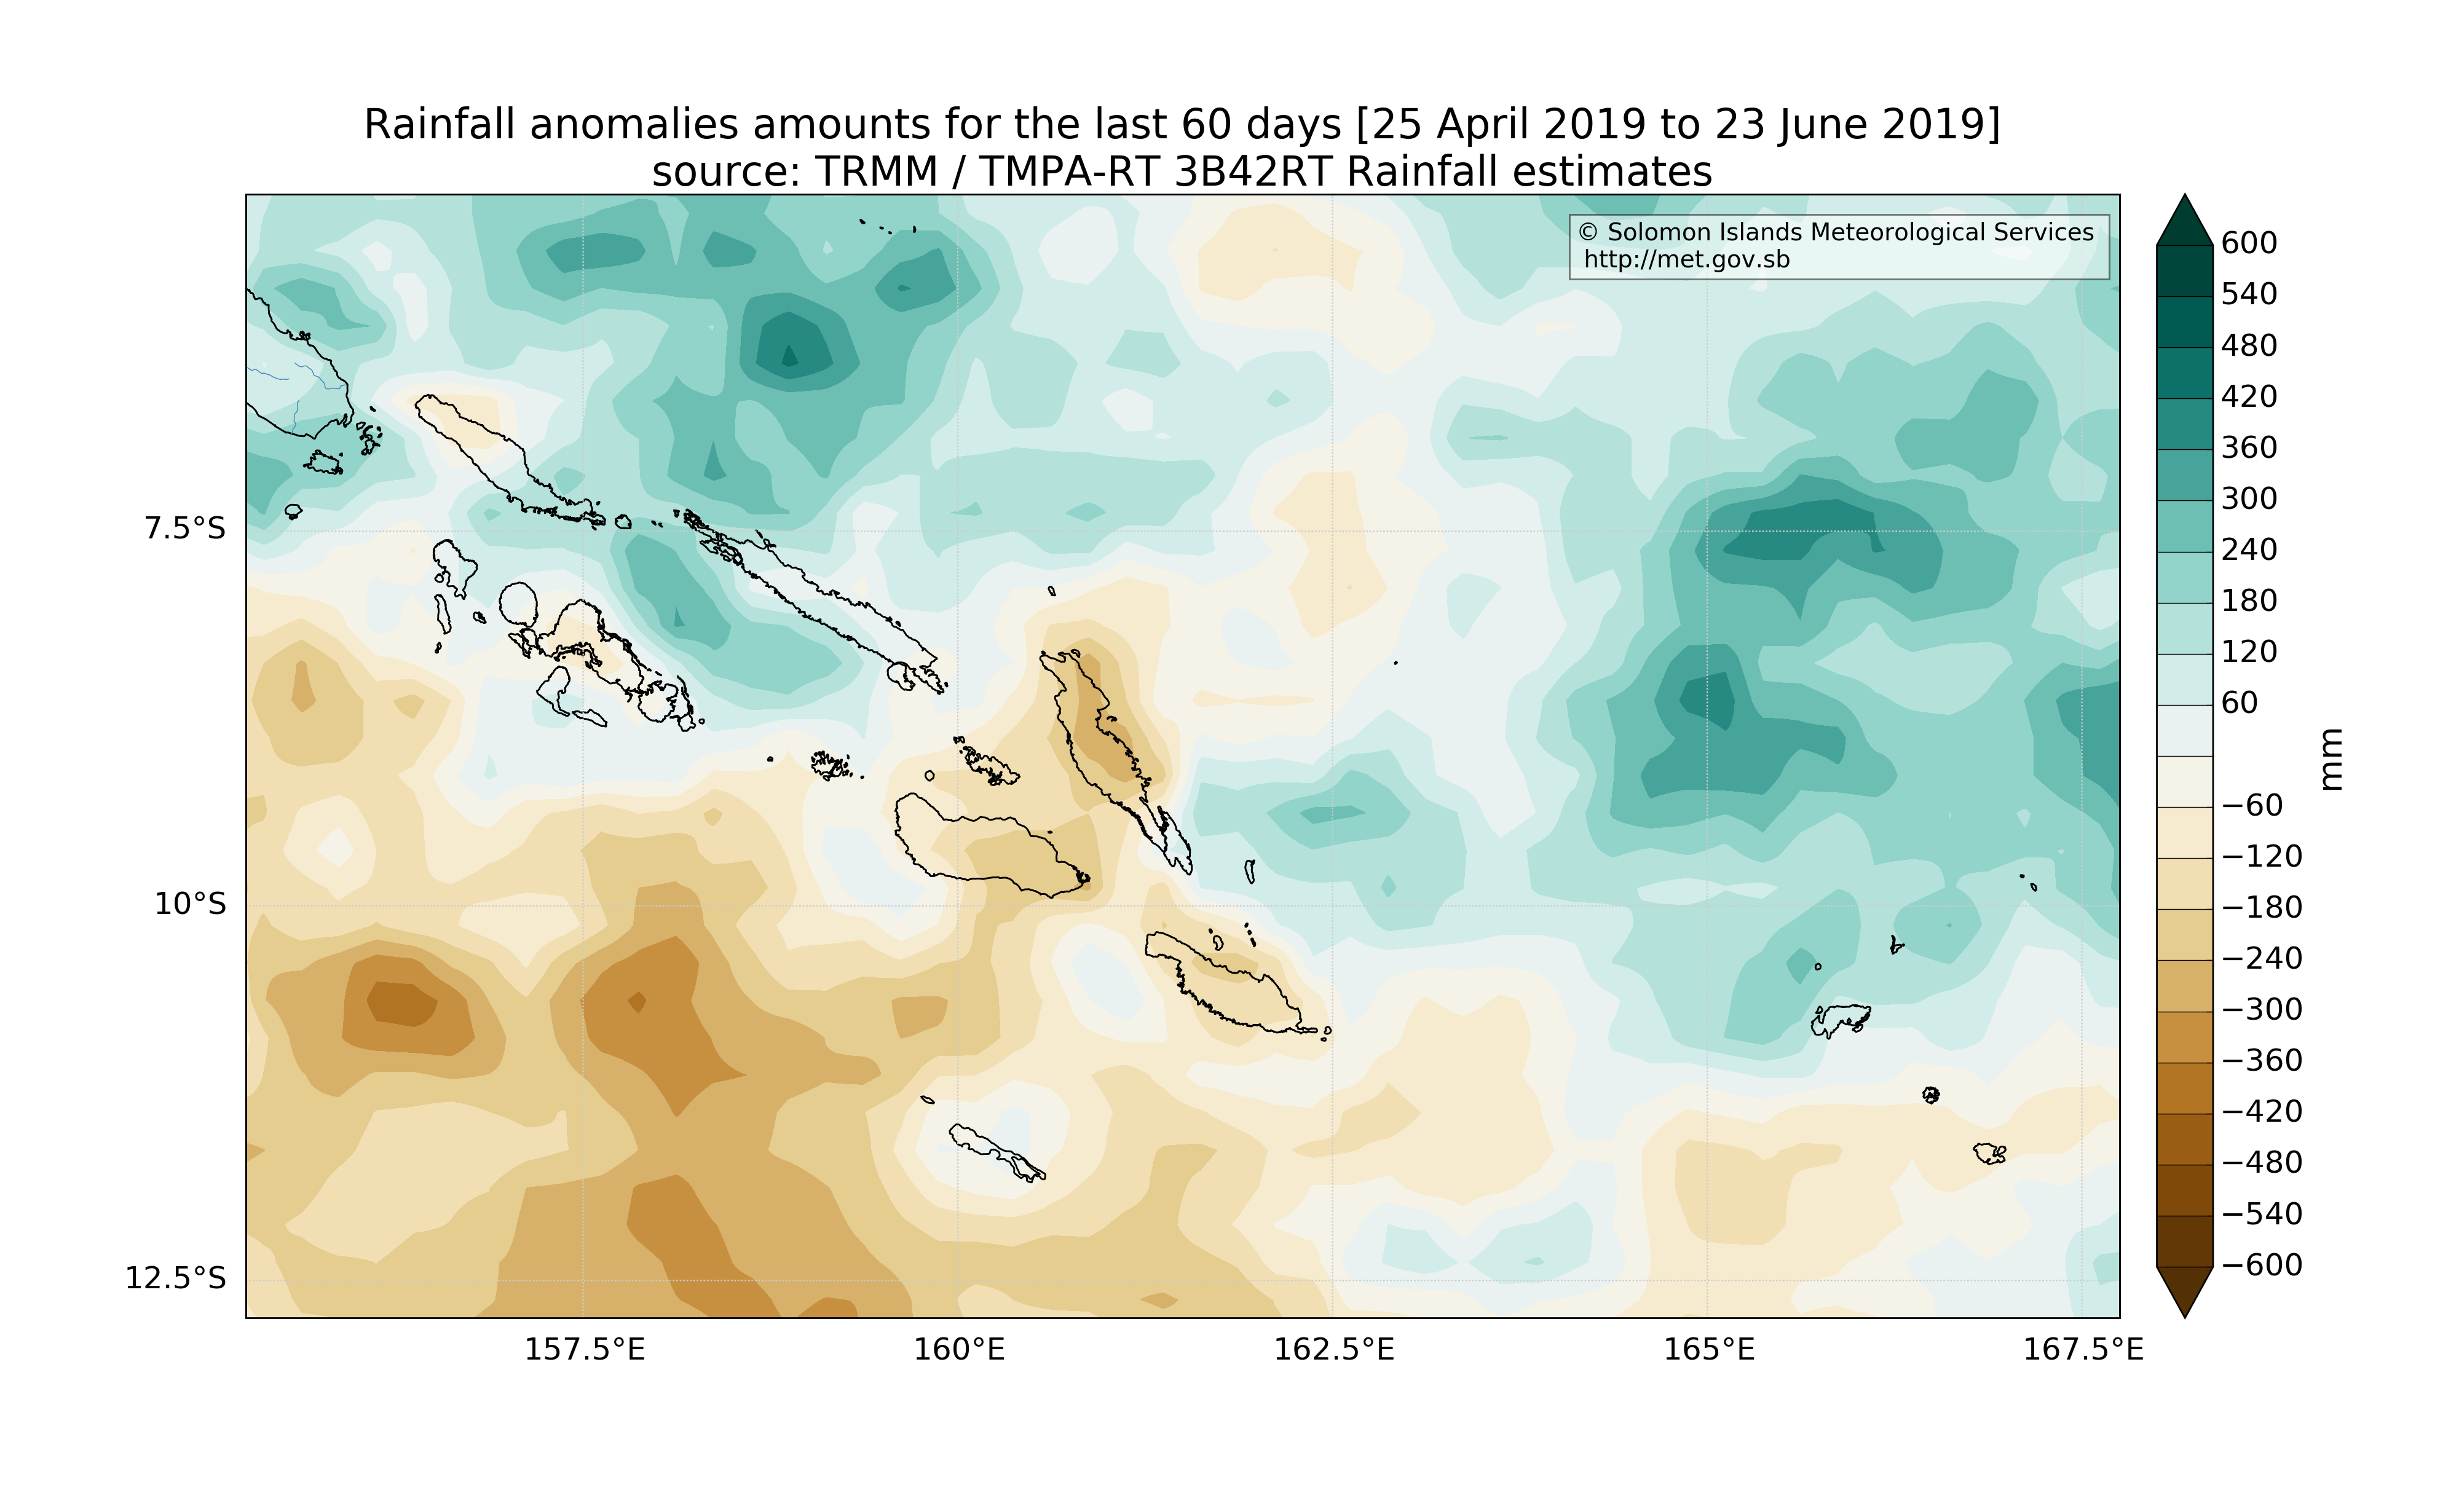 Rainfall anomalies amounts for the last 60 days [25 April 2019 to 23 June 2019]
source: TRMM / TMPA-RT 3B42RT Rainfall estimates
© Solomon Islands Meteorological Services
http://met.gov.sb
7.5°S
10°S
12.5°S
157.5°E
160°E
162.5°E
165°E
167.5°E
600
540
480
420
360
300
240
180
120
60
−60
−120
−180
−240
−300
−360
−420
−480
−540
−600
mm